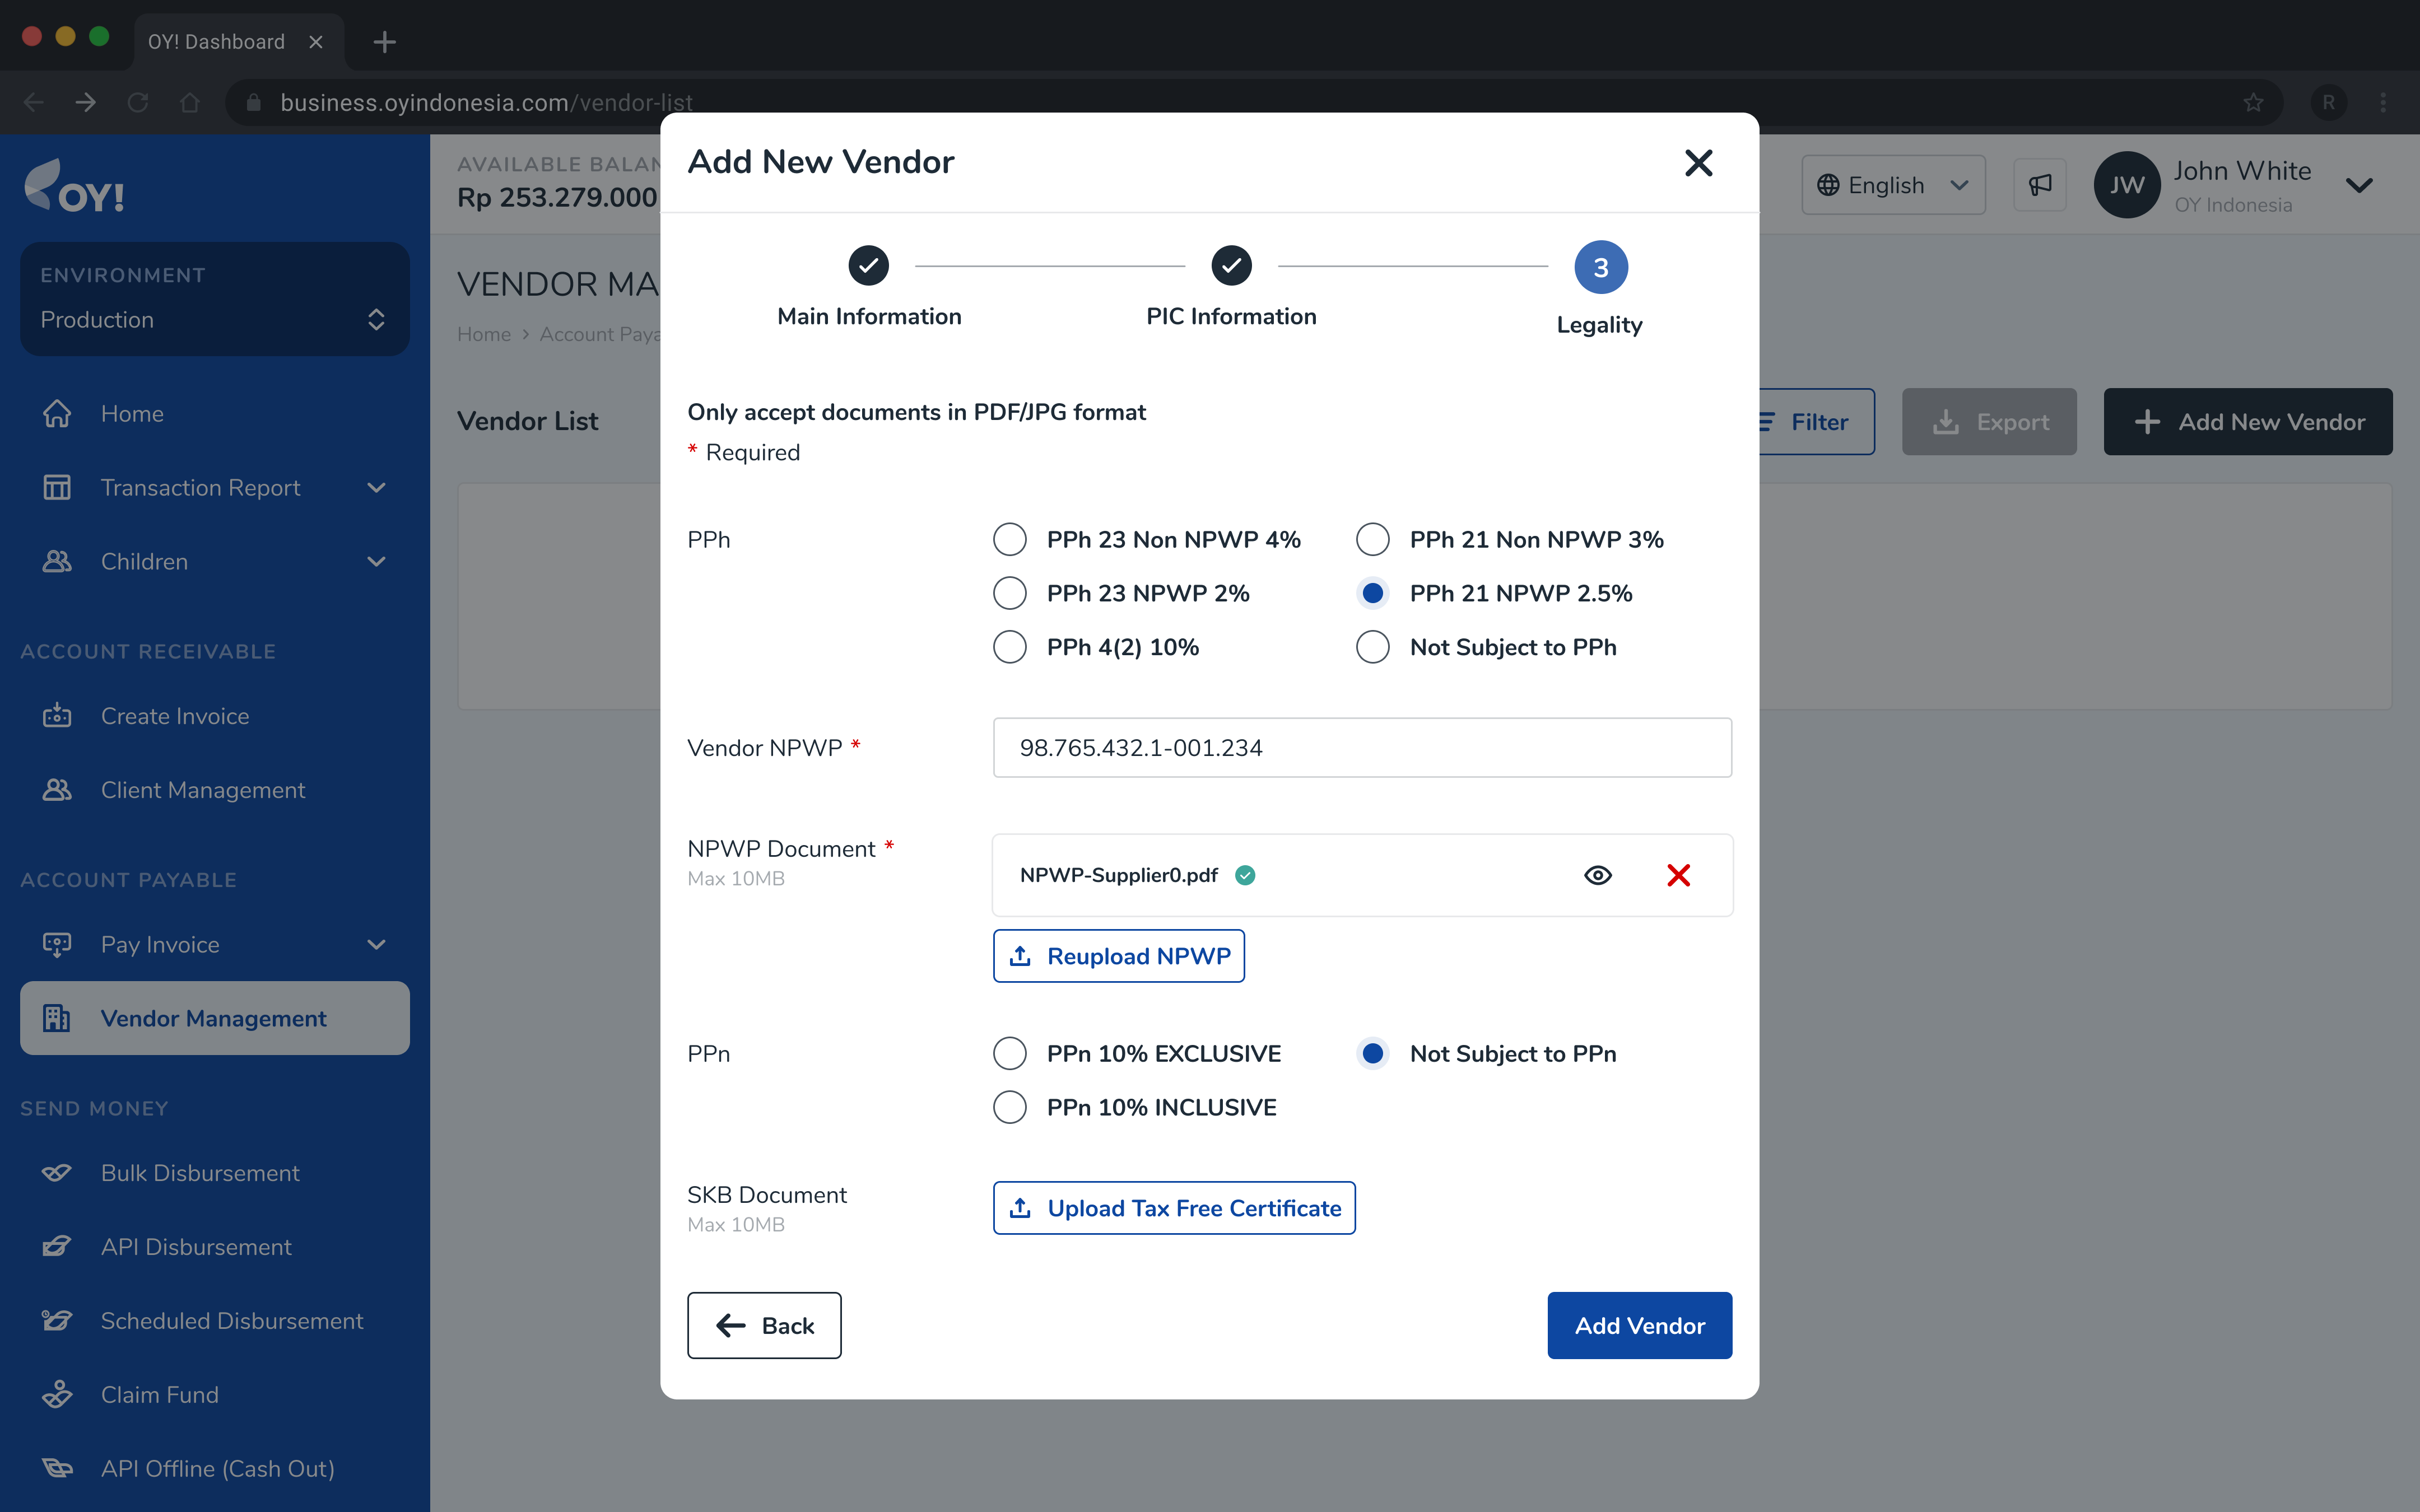 OY! Dashboard
business.oyindonesia.com/vendor-list
OY!
ENVIRONMENT
Production
Home
Transaction Report
Children
ACCOUNT RECEIVABLE
Create Invoice
Client Management
ACCOUNT PAYABLE
Pay Invoice
Vendor Management
SEND MONEY
Bulk Disbursement
API Disbursement
Scheduled Disbursement
Claim Fund
API Offline (Cash Out)
AVAILABLE BALAN
Rp 253.279.000
English
JW
John White
OY Indonesia
R
VENDOR MA
Home > Account Paya
Vendor List
Filter
Export
Add New Vendor
Add New Vendor
Main Information
PIC Information
3
Legality
Only accept documents in PDF/JPG format
* Required
PPh
PPh 23 Non NPWP 4%
PPh 21 Non NPWP 3%
PPh 23 NPWP 2%
PPh 21 NPWP 2.5%
PPh 4(2) 10%
Not Subject to PPh
Vendor NPWP *
98.765.432.1-001.234
NPWP Document *
Max 10MB
NPWP-Supplier0.pdf
Reupload NPWP
PPn
PPn 10% EXCLUSIVE
Not Subject to PPn
PPn 10% INCLUSIVE
SKB Document
Max 10MB
Upload Tax Free Certificate
Back
Add Vendor